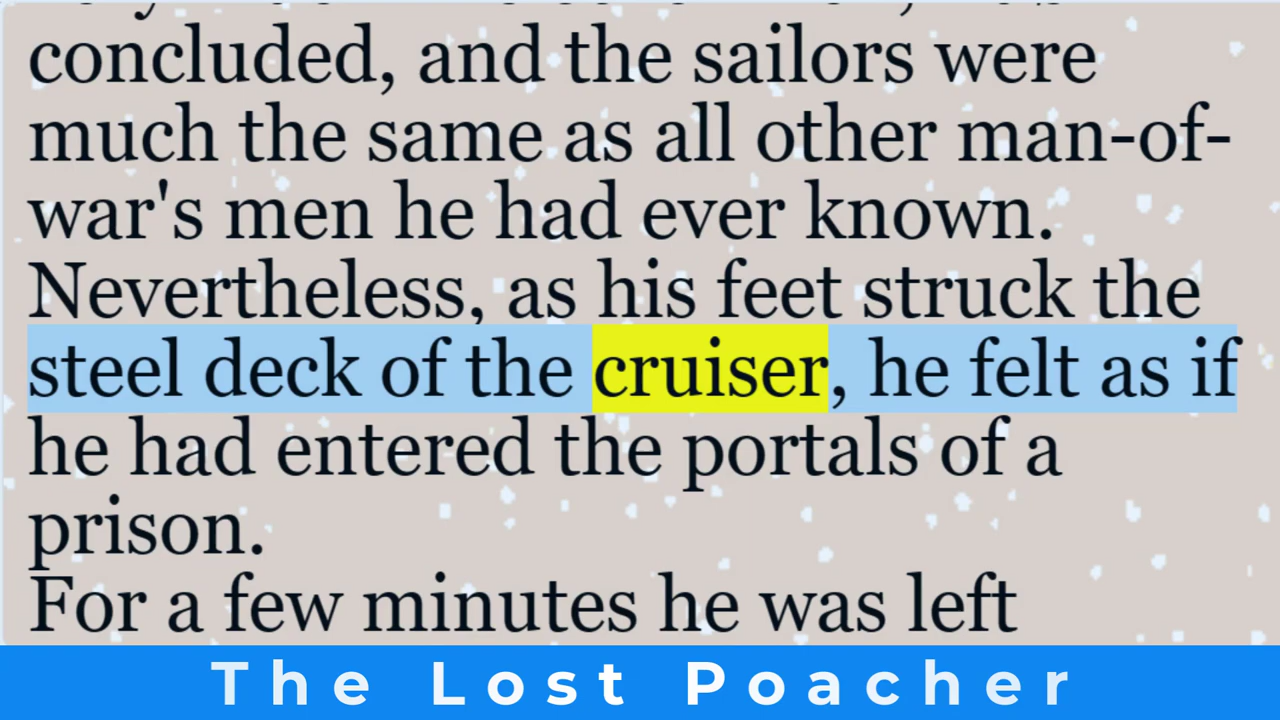 concluded, and the sailors were
much the same as all other man-of-
war's men he had ever known.
Nevertheless, as his feet struck the
steel deck of the cruiser, he felt as if
he had entered the portals of a
prison.
For a few minutes he was left
The Lost Poacher